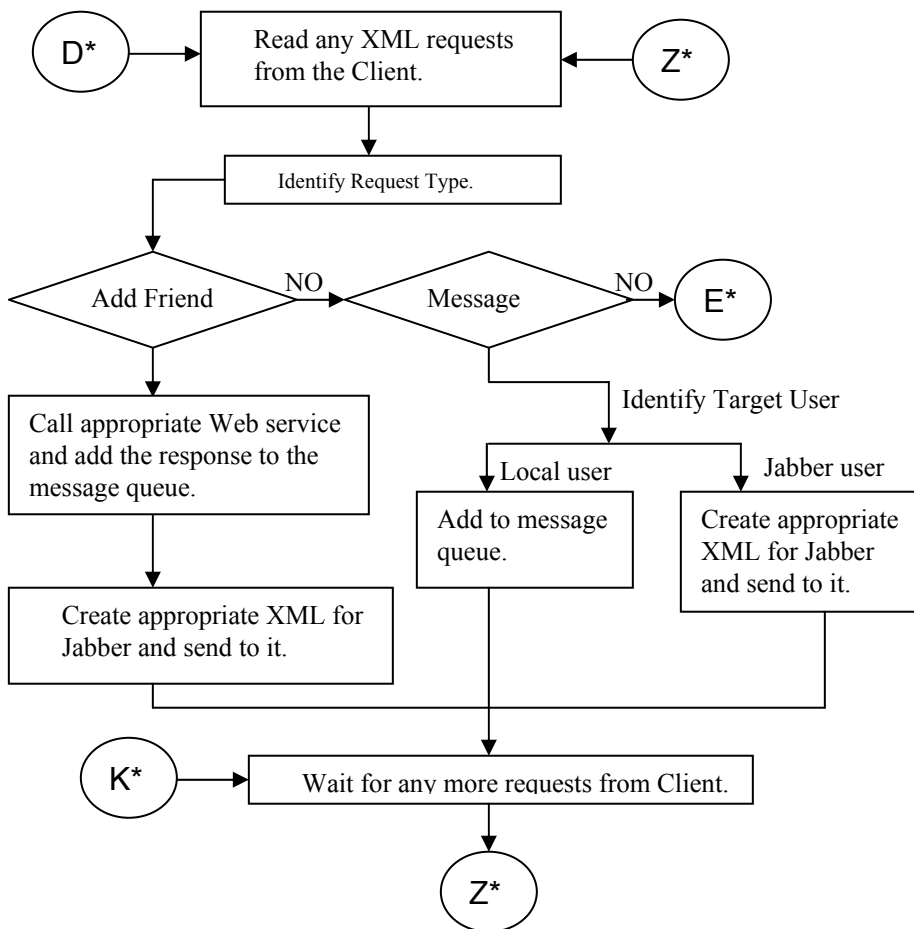 D*
Read any XML requests
from the Client.
Z*
Identify Request Type.
Add Friend
NO
Message
NO
E*
Identify Target User
Call appropriate Web service
and add the response to the
message queue.
Local user
Jabber user
Add to message
queue.
Create appropriate
XML for Jabber
and send to it.
Create appropriate XML for
Jabber and send to it.
K*
Wait for any more requests from Client.
Z*